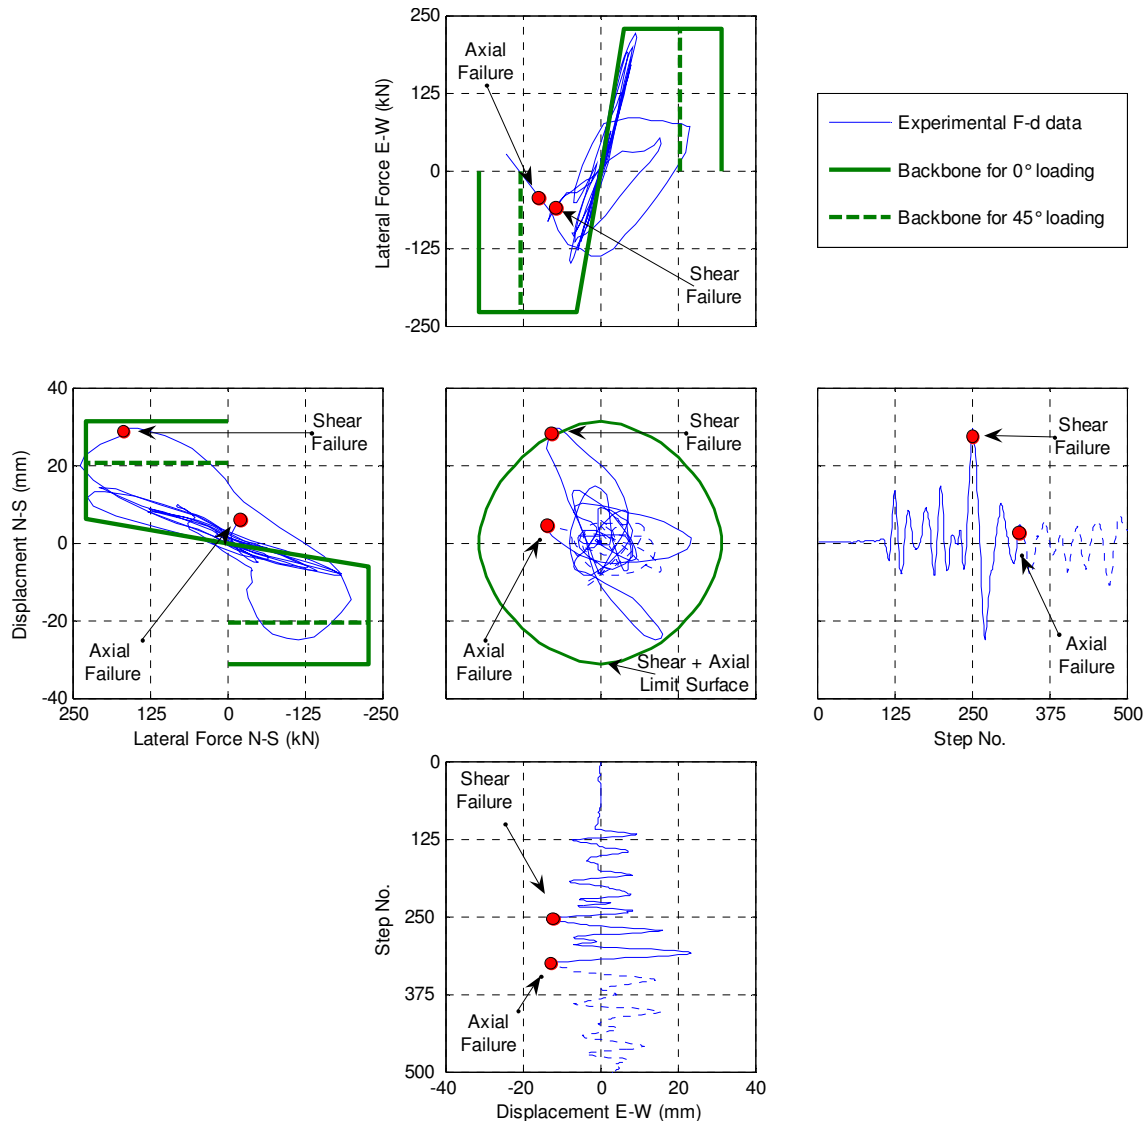 250
125
0
-125
-250
Lateral Force E-W (kN)
Axial
Failure
Shear
Failure
Experimental F-d data
Backbone for 0° loading
Backbone for 45° loading
40
20
0
-20
-40
Displacement N-S (mm)
Shear
Failure
Axial
Failure
250
125
0
-125
-250
Lateral Force N-S (kN)
Shear
Failure
Axial
Failure
Shear + Axial
Limit Surface
Shear
Failure
Axial
Failure
0
125
250
375
500
Step No.
0
125
250
375
500
Step No.
Shear
Failure
Axial
Failure
-40
-20
0
20
40
Displacement E-W (mm)